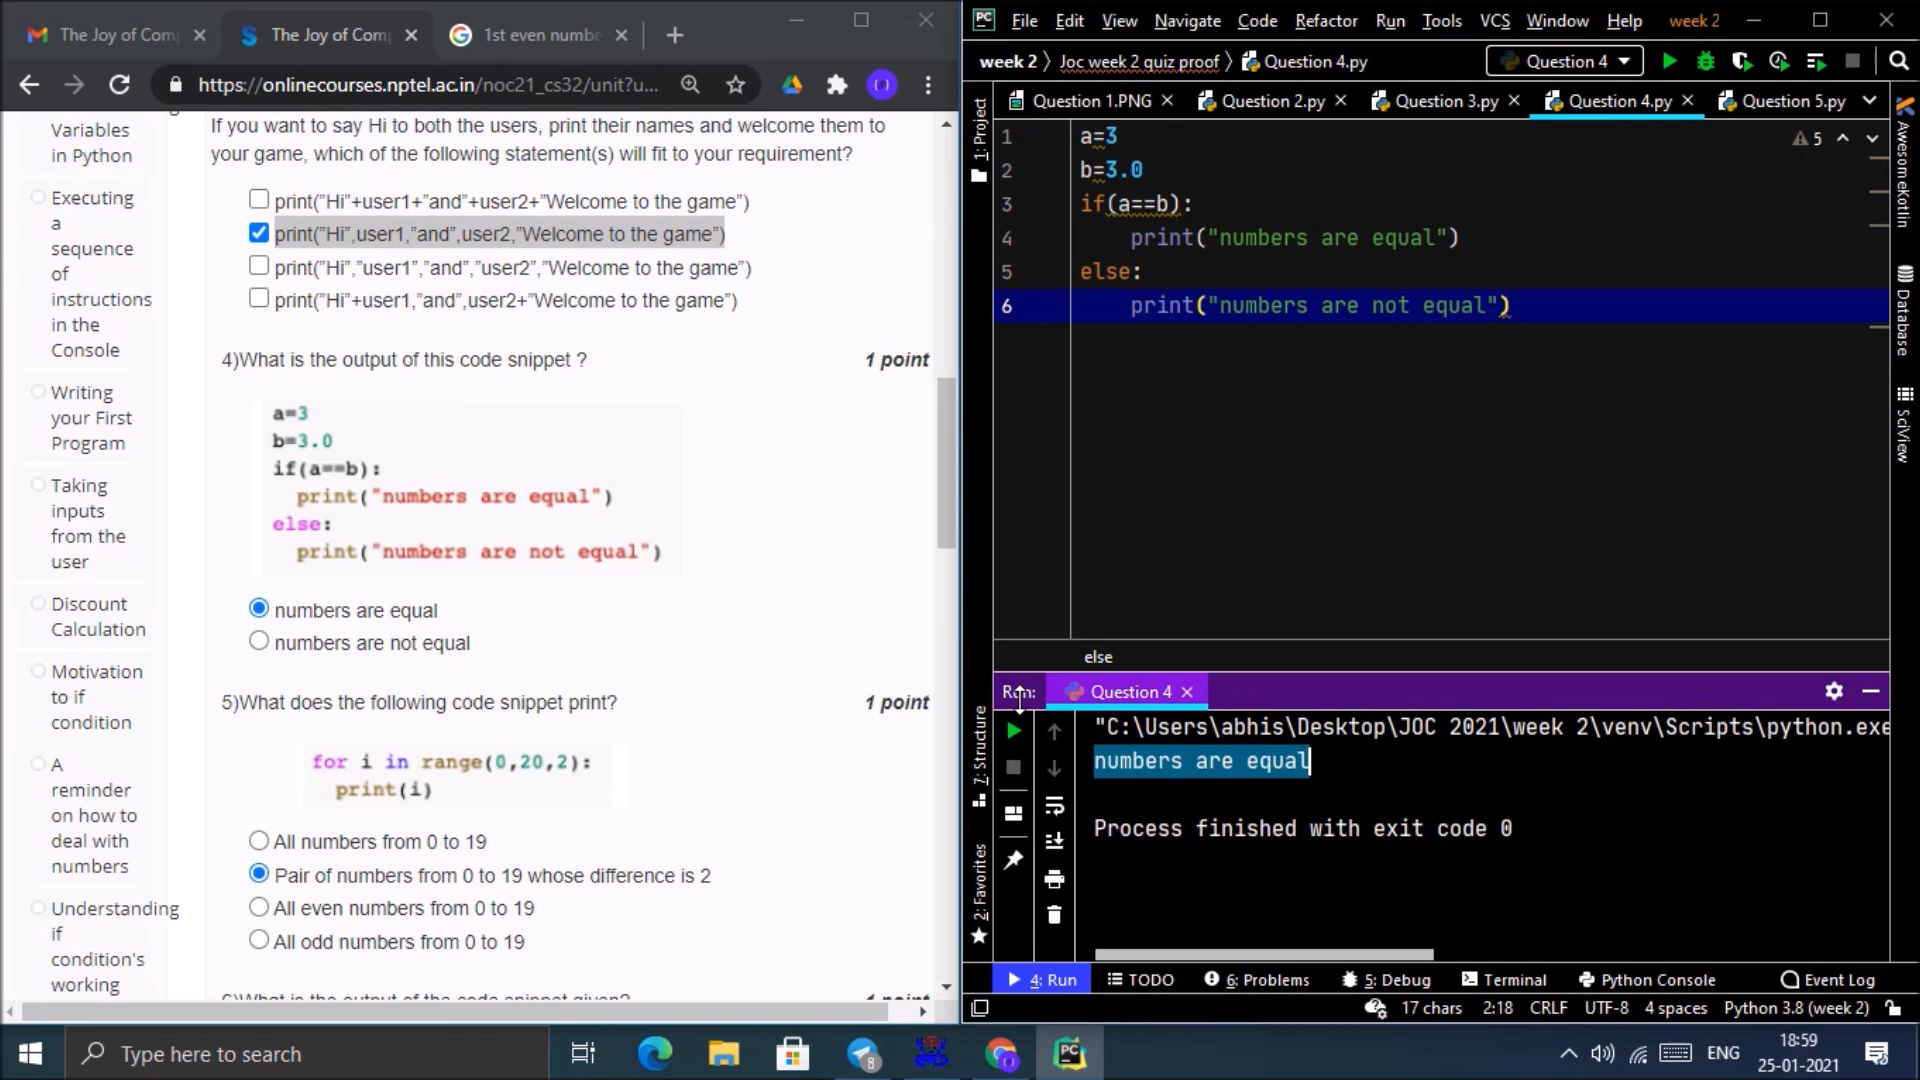 The Joy of Com
The Joy of Com
1st even numbe
https://onlinecourses.nptel.ac.in/noc21_cs32/unit?u...
Variables
in Python
Executing
a
sequence
of
instructions
in the
Console
Writing
your First
Program
Taking
inputs
from the
user
Discount
Calculation
Motivation
to if
condition
A
reminder
on how to
deal with
numbers
Understanding
if
condition's
working
If you want to say Hi to both the users, print their names and welcome them to
your game, which of the following statement(s) will fit to your requirement?
print("Hi"+user1+"and"+user2+"Welcome to the game")
print("Hi",user1,"and",user2,"Welcome to the game")
print("Hi","user1","and","user2","Welcome to the game")
print("Hi"+user1,"and",user2+"Welcome to the game")
4)What is the output of this code snippet ? 1 point
a=3
b=3.0
if(a==b):
print("numbers are equal")
else:
print("numbers are not equal")
numbers are equal
numbers are not equal
5)What does the following code snippet print? 1 point
for i in range(0,20,2):
print(i)
All numbers from 0 to 19
Pair of numbers from 0 to 19 whose difference is 2
All even numbers from 0 to 19
All odd numbers from 0 to 19
PC File Edit View Navigate Code Refactor Run Tools VCS Window Help week 2
week 2 Joc week 2 quiz proof Question 4.py Question 4
Question 1.PNG Question 2.py Question 3.py Question 4.py Question 5.py
1: Project
1 a=3
2 b=3.0
3 if(a==b):
4 print("numbers are equal")
5 else:
6 print("numbers are not equal")
5
AwesomeKotlin
Database
SciView
else
Run: Question 4
7: Structure
2: Favorites
"C:\Users\abhis\Desktop\JOC 2021\week 2\venv\Scripts\python.exe
numbers are equal
Process finished with exit code 0
4: Run TODO 6: Problems 5: Debug Terminal Python Console Event Log
17 chars 2:18 CRLF UTF-8 4 spaces Python 3.8 (week 2)
Type here to search
8
PC
ENG
18:59
25-01-2021